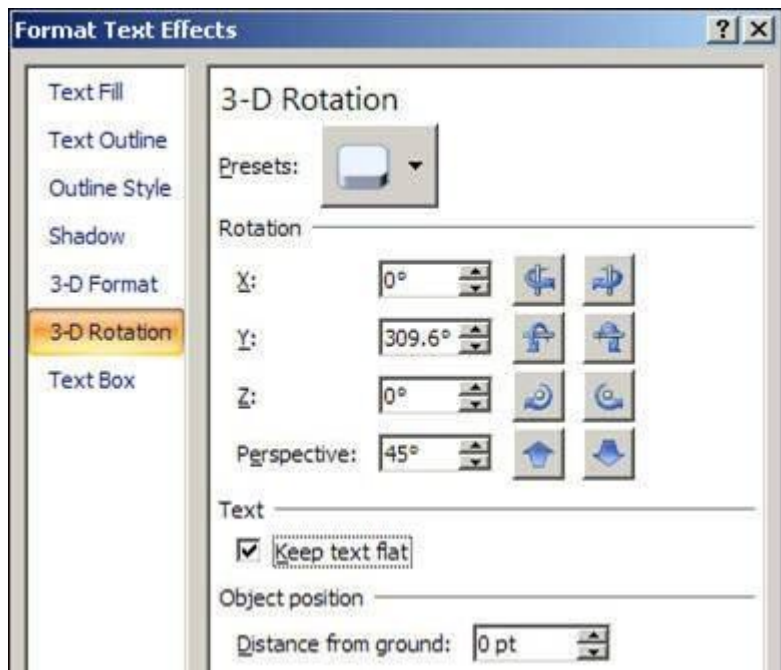 Format Text Effects
Text Fill
Text Outline
Outline Style
Shadow
3-D Format
3-D Rotation
Text Box
3-D Rotation
Presets:
Rotation
X: 0°
Y: 309.6°
Z: 0°
Perspective: 45°
Text
Keep text flat
Object position
Distance from ground: 0 pt